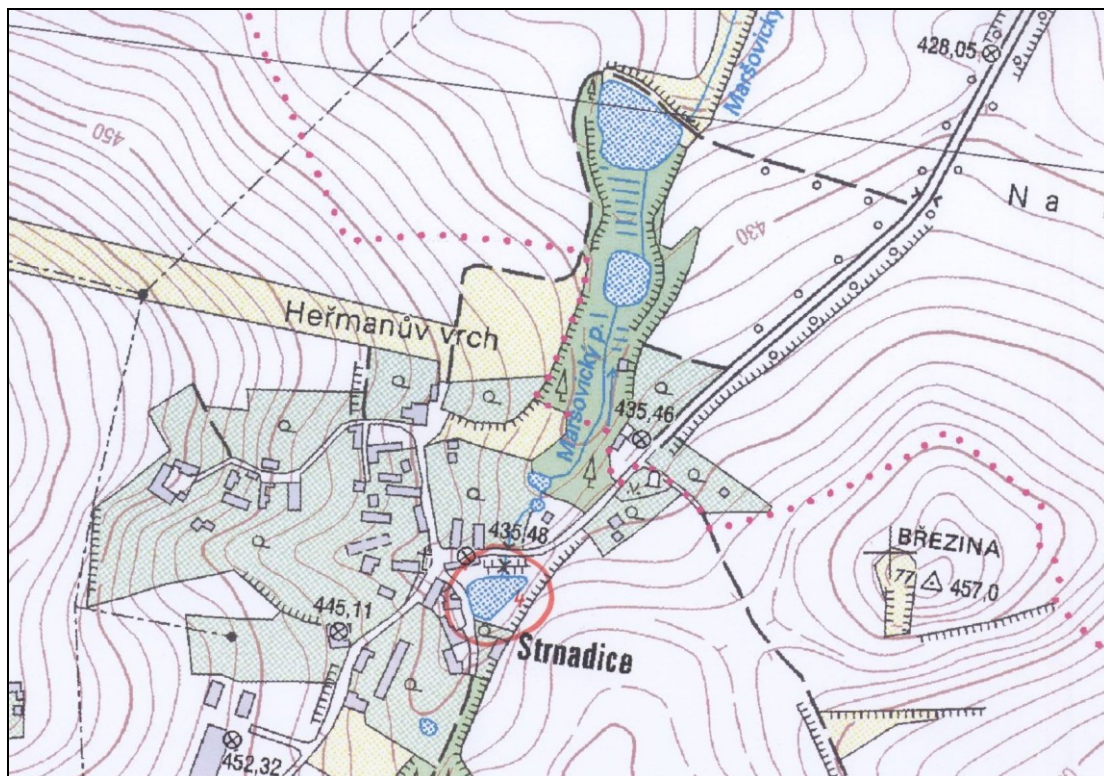 428,05
Maršovický
450
Na
430
Heřmanův vrch
Maršovický p.
435,46
435,48
BŘEZINA
77
457,0
445,11
Strnadice
452,32